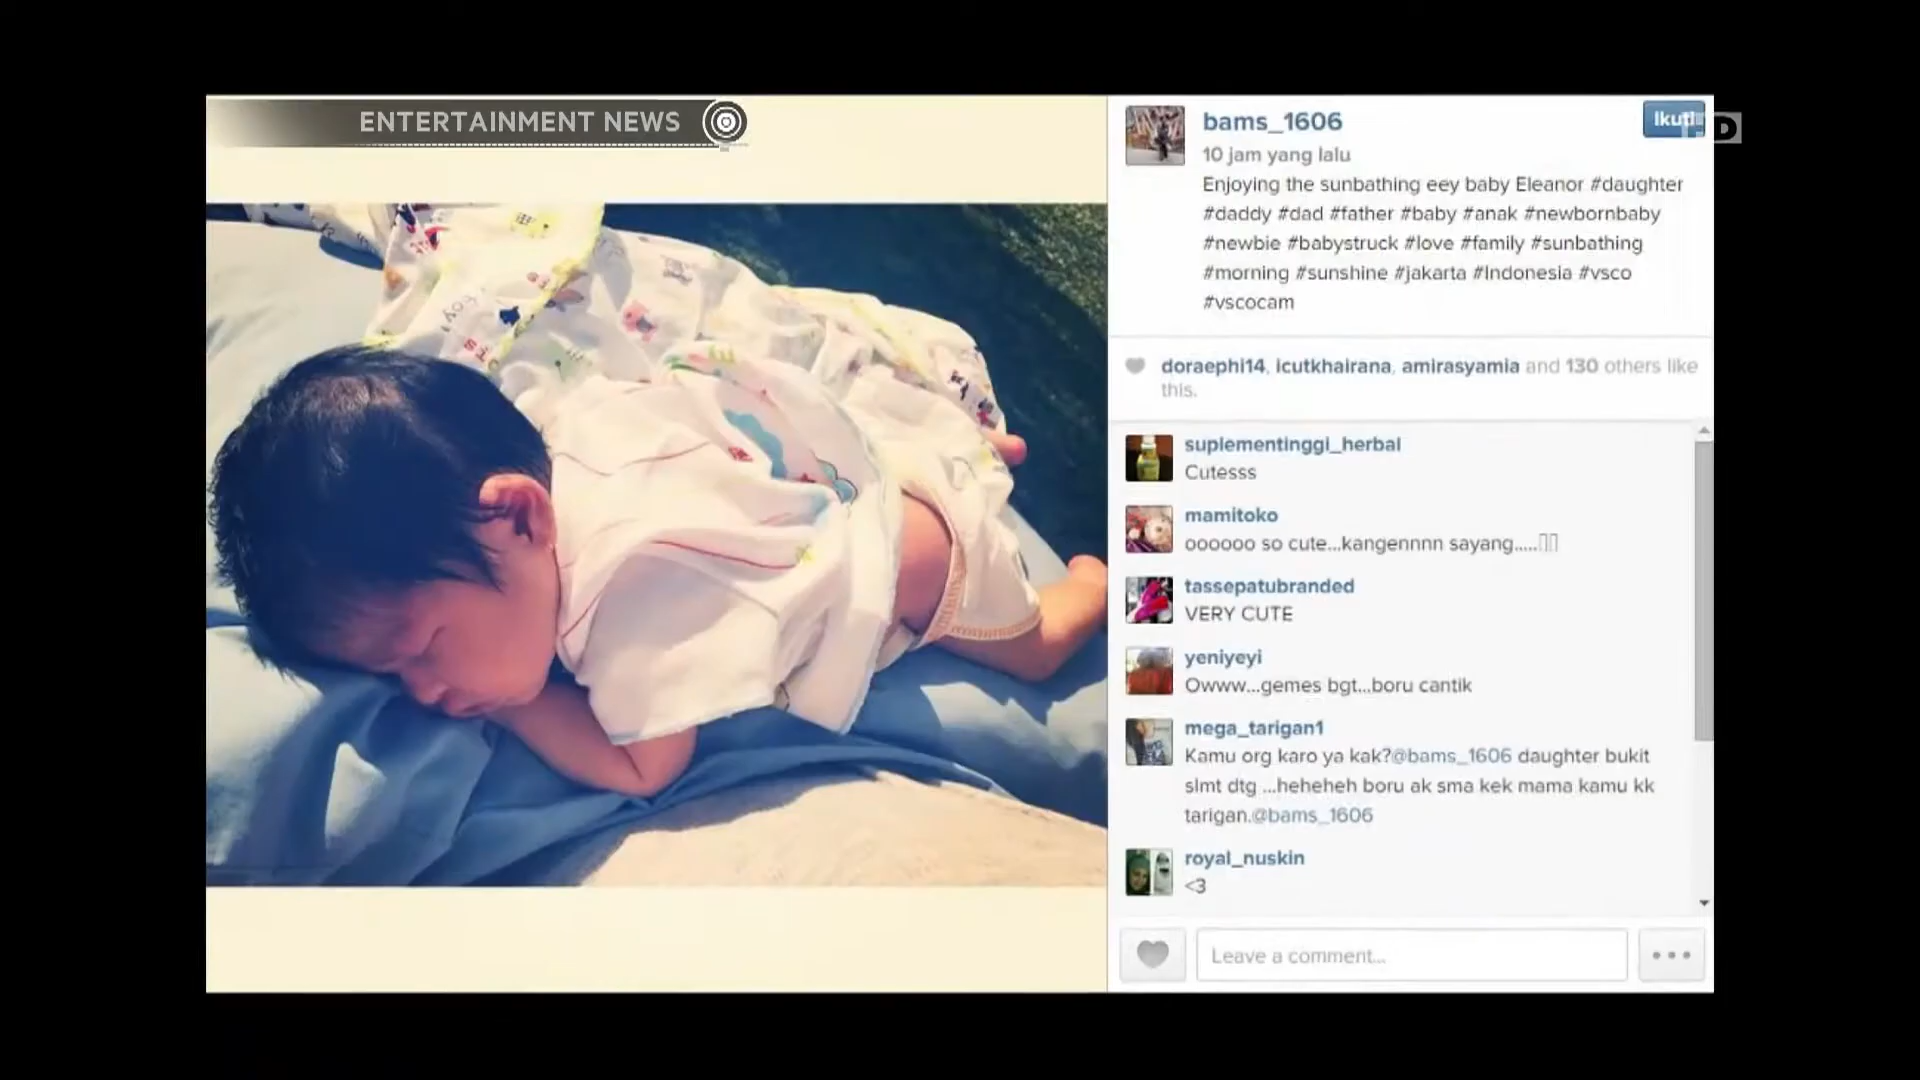 ENTERTAINMENT NEWS
bams_1606
Ikuti
10 jam yang lalu
Enjoying the sunbathing eey baby Eleanor #daughter
#daddy #dad #father #baby #anak #newbornbaby
#newbie #babystruck #love #family #sunbathing
#morning #sunshine #jakarta #Indonesia #vsco
#vscocam
doraephi14, icutkhairana, amirasyamia and 130 others like
this.
suplementinggi_herbal
Cutesss
mamitoko
oooooo so cute...kangennnn sayang.....
tassepatubranded
VERY CUTE
yeniyeyi
Owww...gemes bgt...boru cantik
mega_tarigan1
Kamu org karo ya kak?@bams_1606 daughter bukit
slmt dtg ...heheheh boru ak sma kek mama kamu kk
tarigan.@bams_1606
royal_nuskin
<3
Leave a comment...